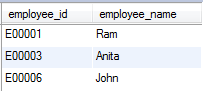 employee_id employee_name
E00001 Ram
E00003 Anita
E00006 John